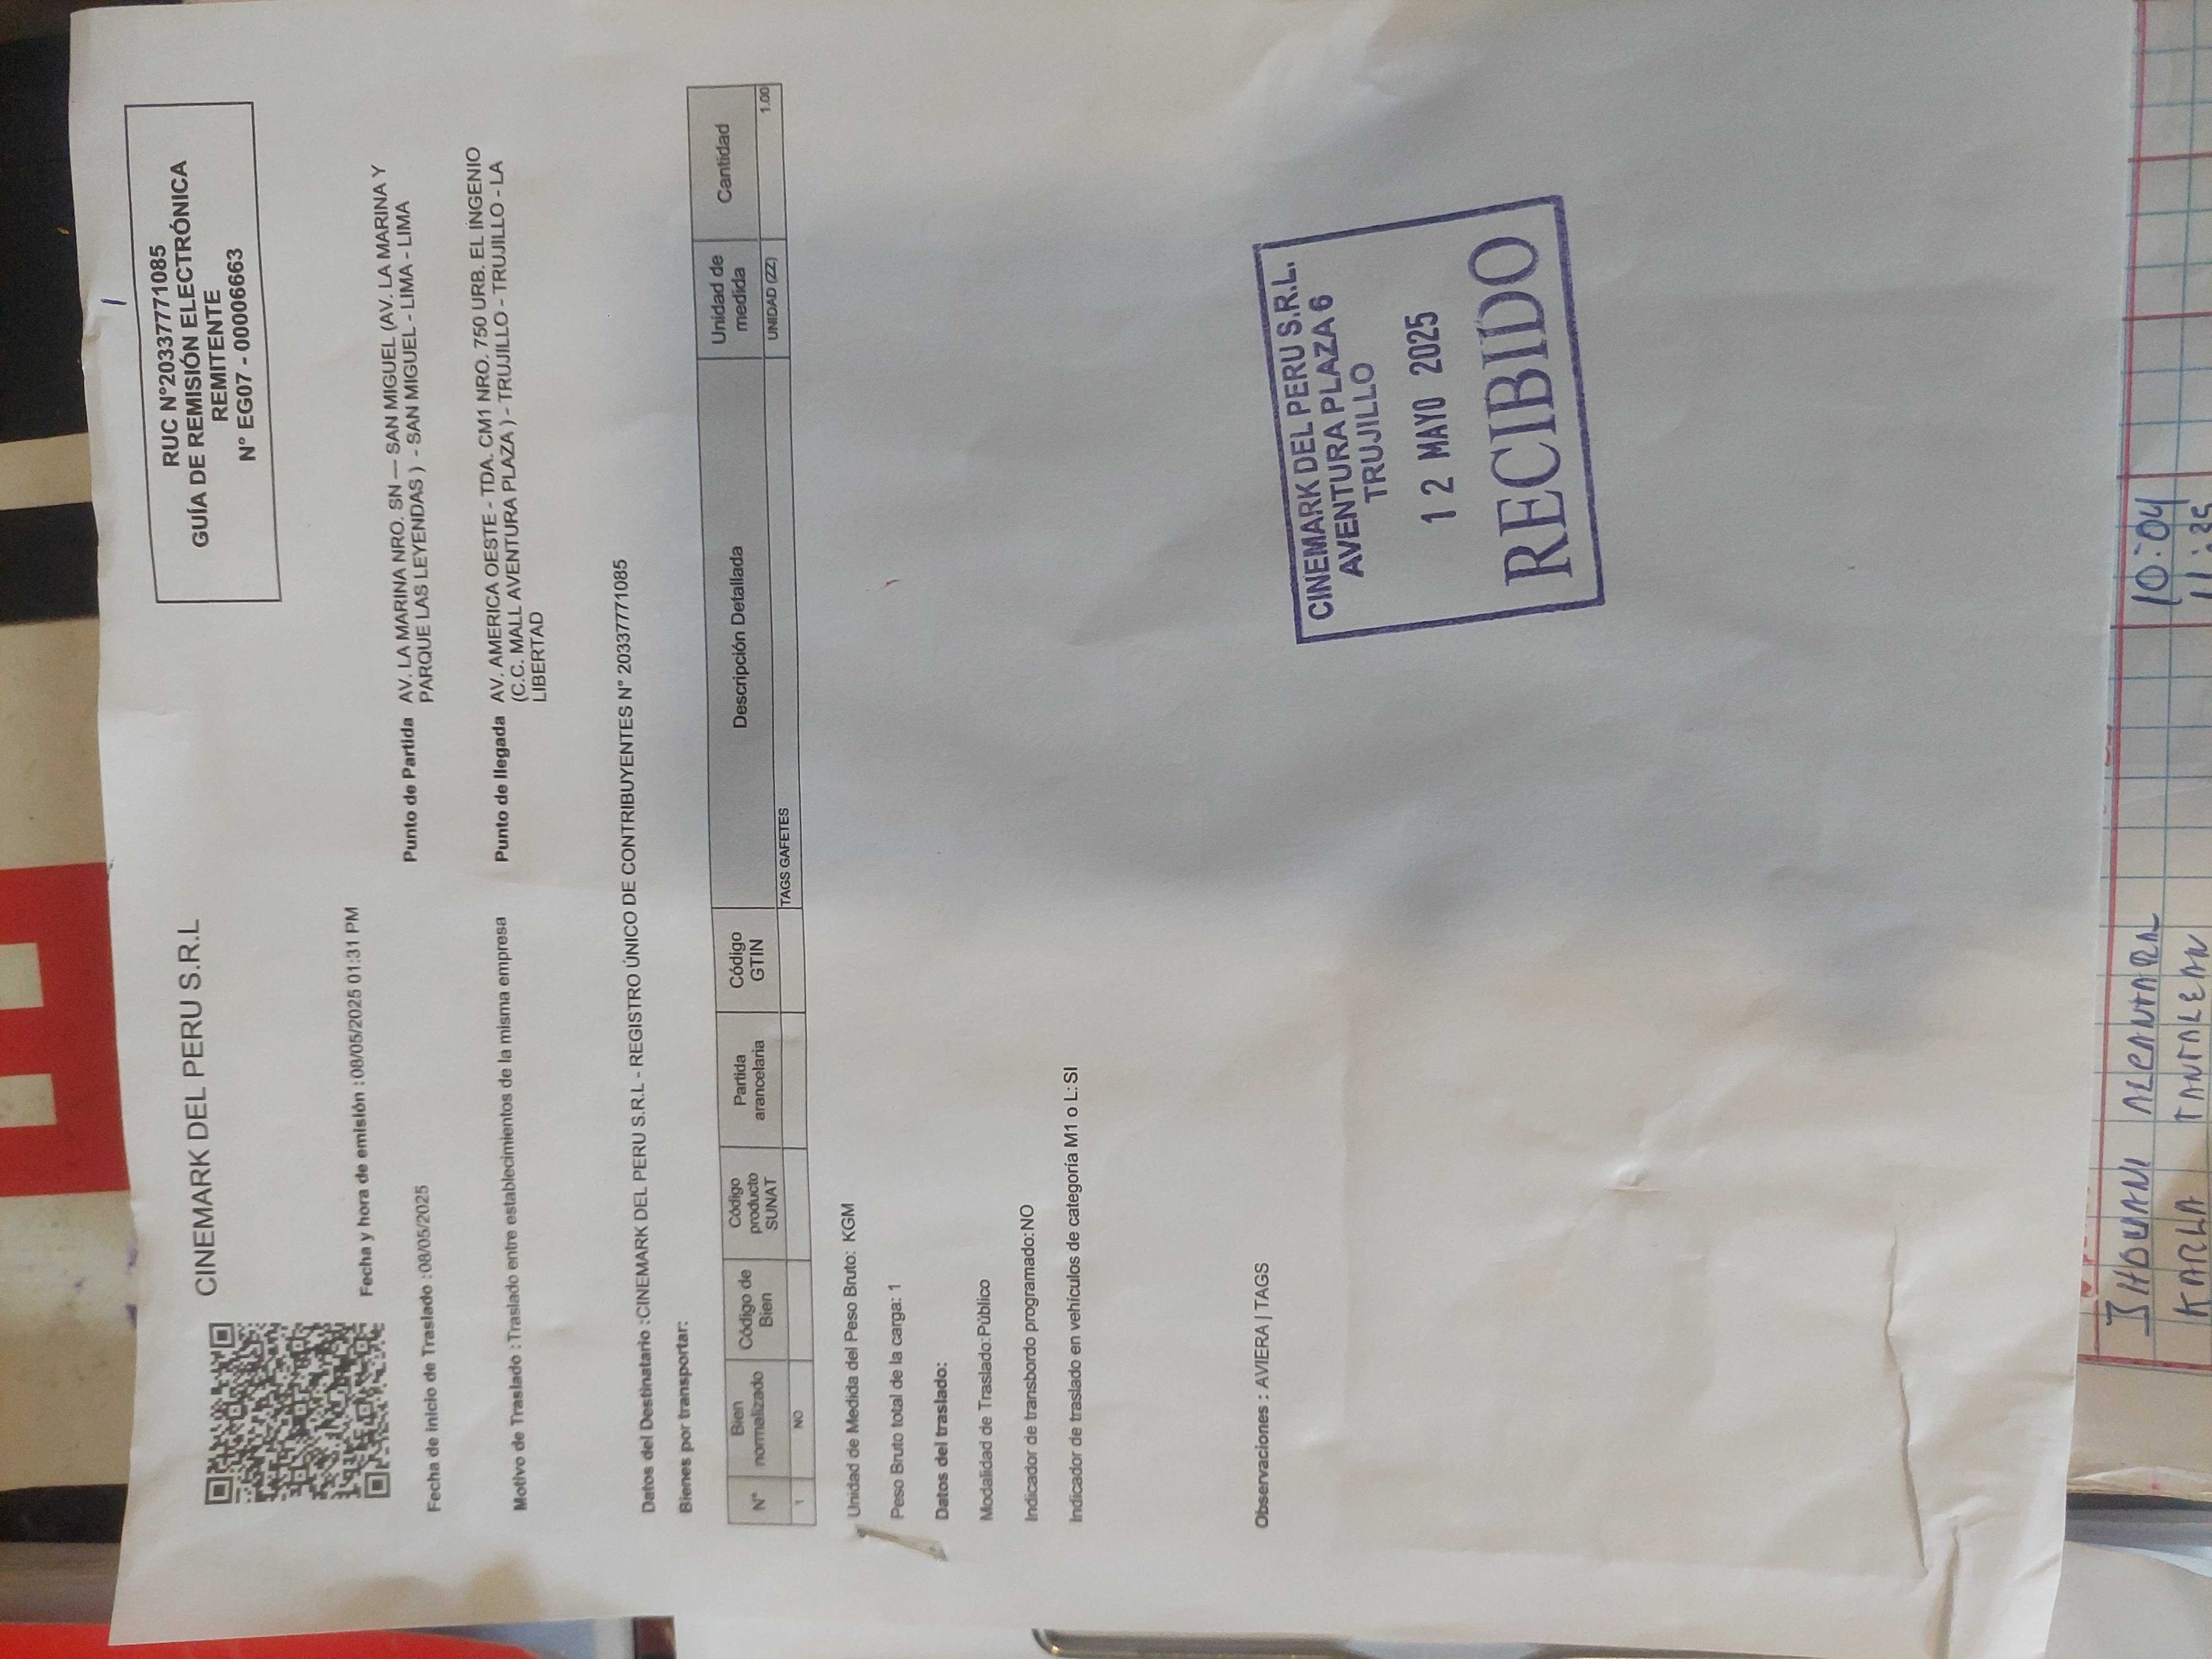 CINEMARK DEL PERU S.R.L
RUC N°20337771085
GUÍA DE REMISIÓN ELECTRÓNICA
REMITENTE
N° EG07 - 00006663
Fecha y hora de emisión : 08/05/2025 01:31 PM
Fecha de inicio de Traslado : 08/05/2025
Punto de Partida AV. LA MARINA NRO. SN — SAN MIGUEL (AV. LA MARINA Y
PARQUE LAS LEYENDAS ) - SAN MIGUEL - LIMA - LIMA
Motivo de Traslado : Traslado entre establecimientos de la misma empresa
Punto de llegada AV. AMERICA OESTE - TDA. CM1 NRO. 750 URB. EL INGENIO
(C.C. MALL AVENTURA PLAZA ) - TRUJILLO - TRUJILLO - LA
LIBERTAD
Datos del Destinatario : CINEMARK DEL PERU S.R.L - REGISTRO ÚNICO DE CONTRIBUYENTES N° 20337771085
Bienes por transportar:
N° Bien normalizado Código de Bien Código producto SUNAT Partida arancelaria Código GTIN Descripción Detallada Unidad de medida Cantidad
1 NO TAGS GAFETES UNIDAD (ZZ) 1.00
Unidad de Medida del Peso Bruto: KGM
Peso Bruto total de la carga: 1
Datos del traslado:
Modalidad de Traslado:Público
Indicador de transbordo programado:NO
Indicador de traslado en vehículos de categoría M1 o L:SI
Observaciones : AVIERA | TAGS
CINEMARK DEL PERU S.R.L.
AVENTURA PLAZA 6
TRUJILLO
12 MAYO 2025
RECIBIDO
10:04
KARLA